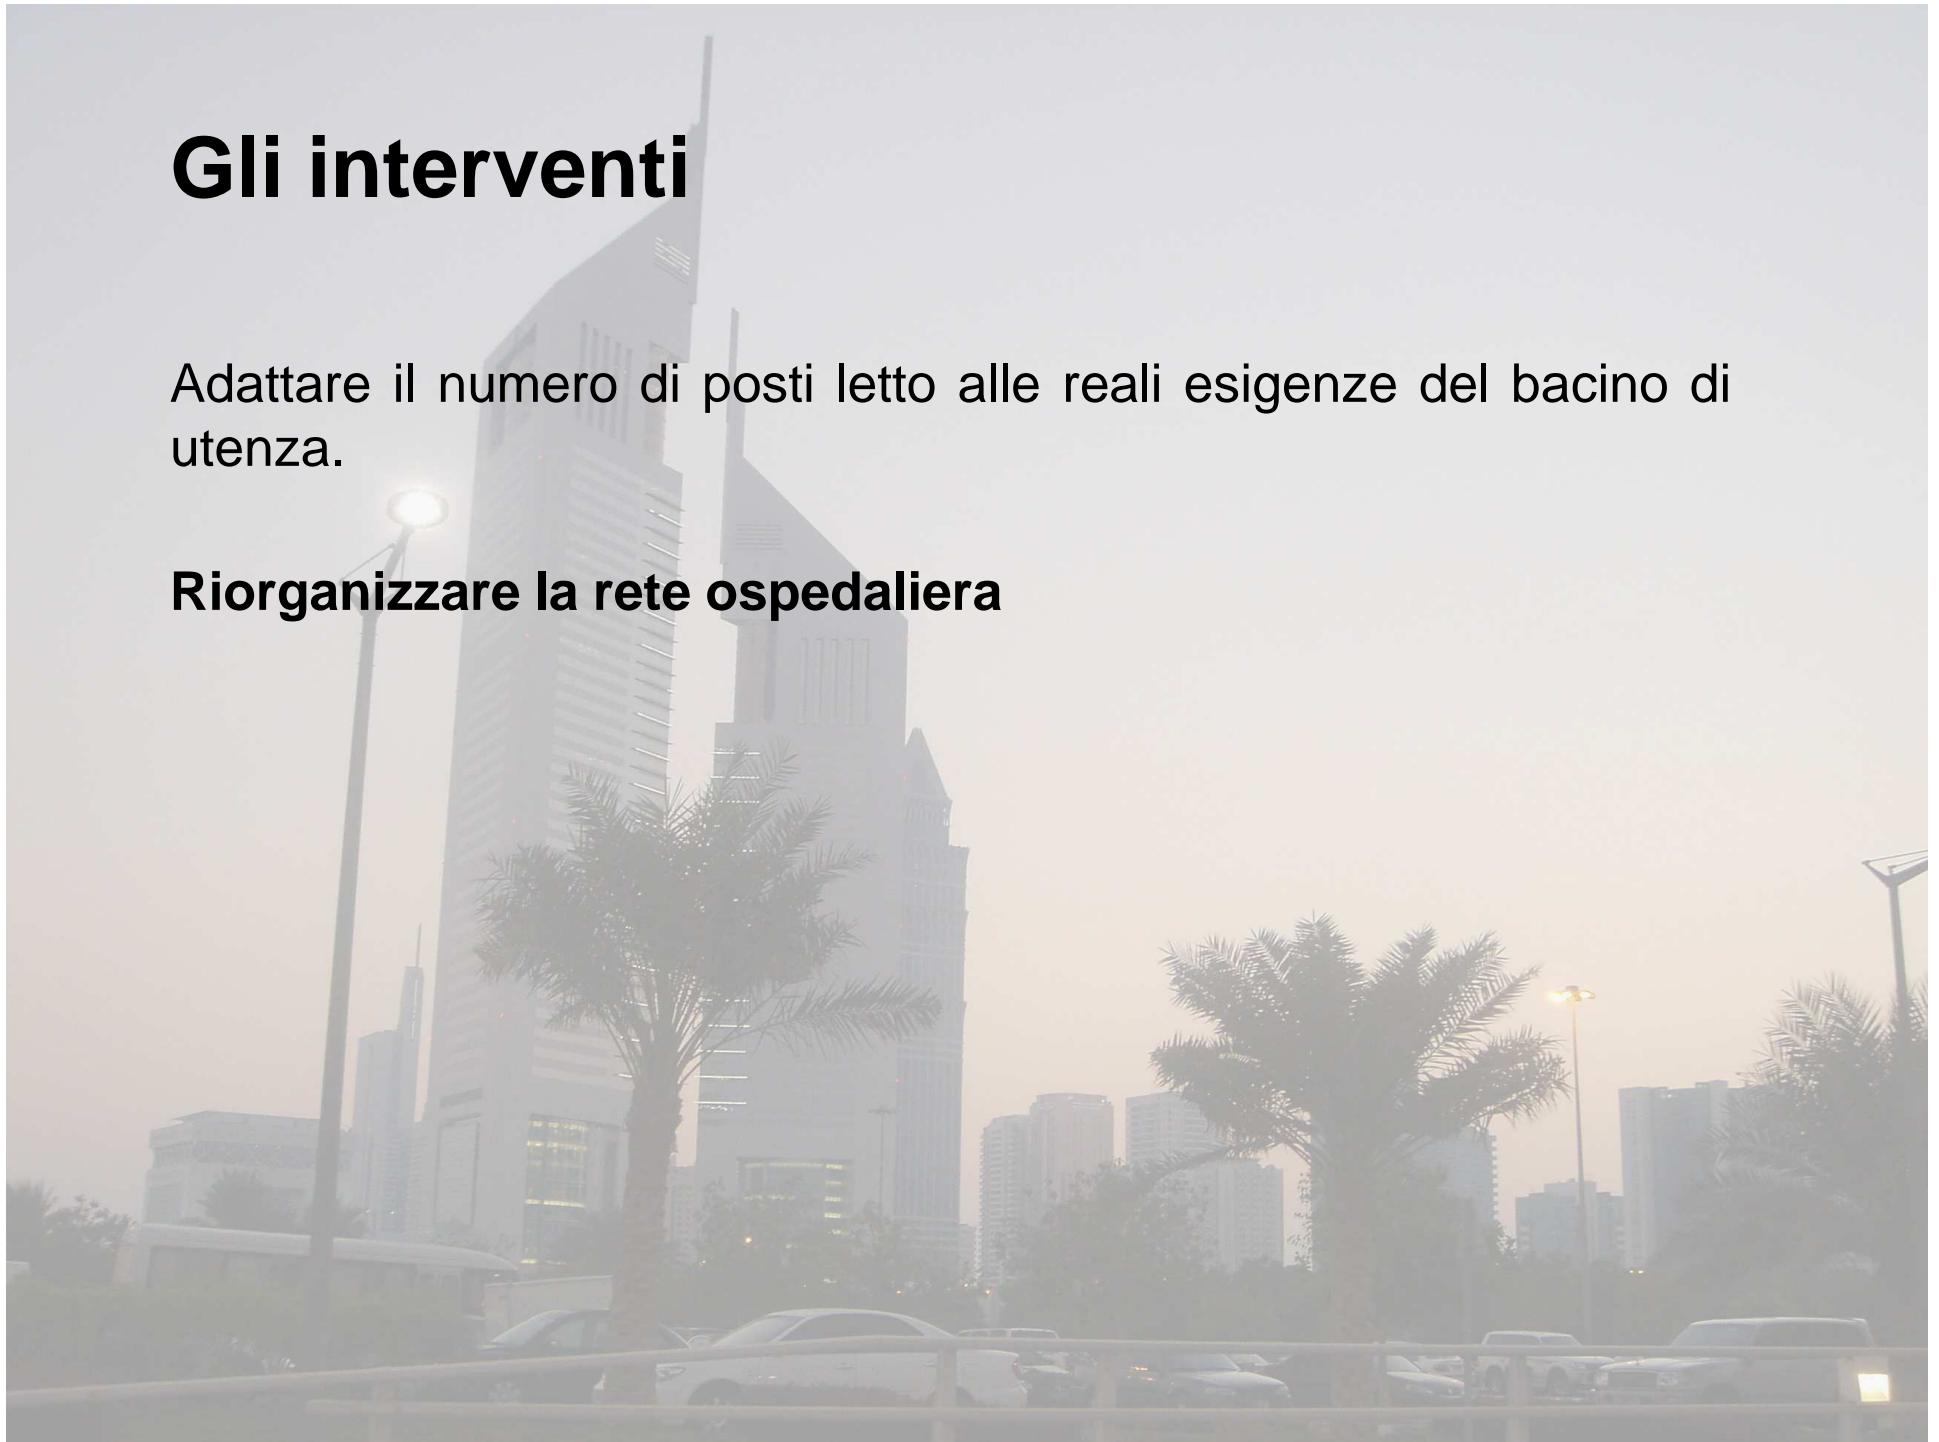 Gli interventi
Adattare il numero di posti letto alle reali esigenze del bacino di
utenza.
Riorganizzare la rete ospedaliera